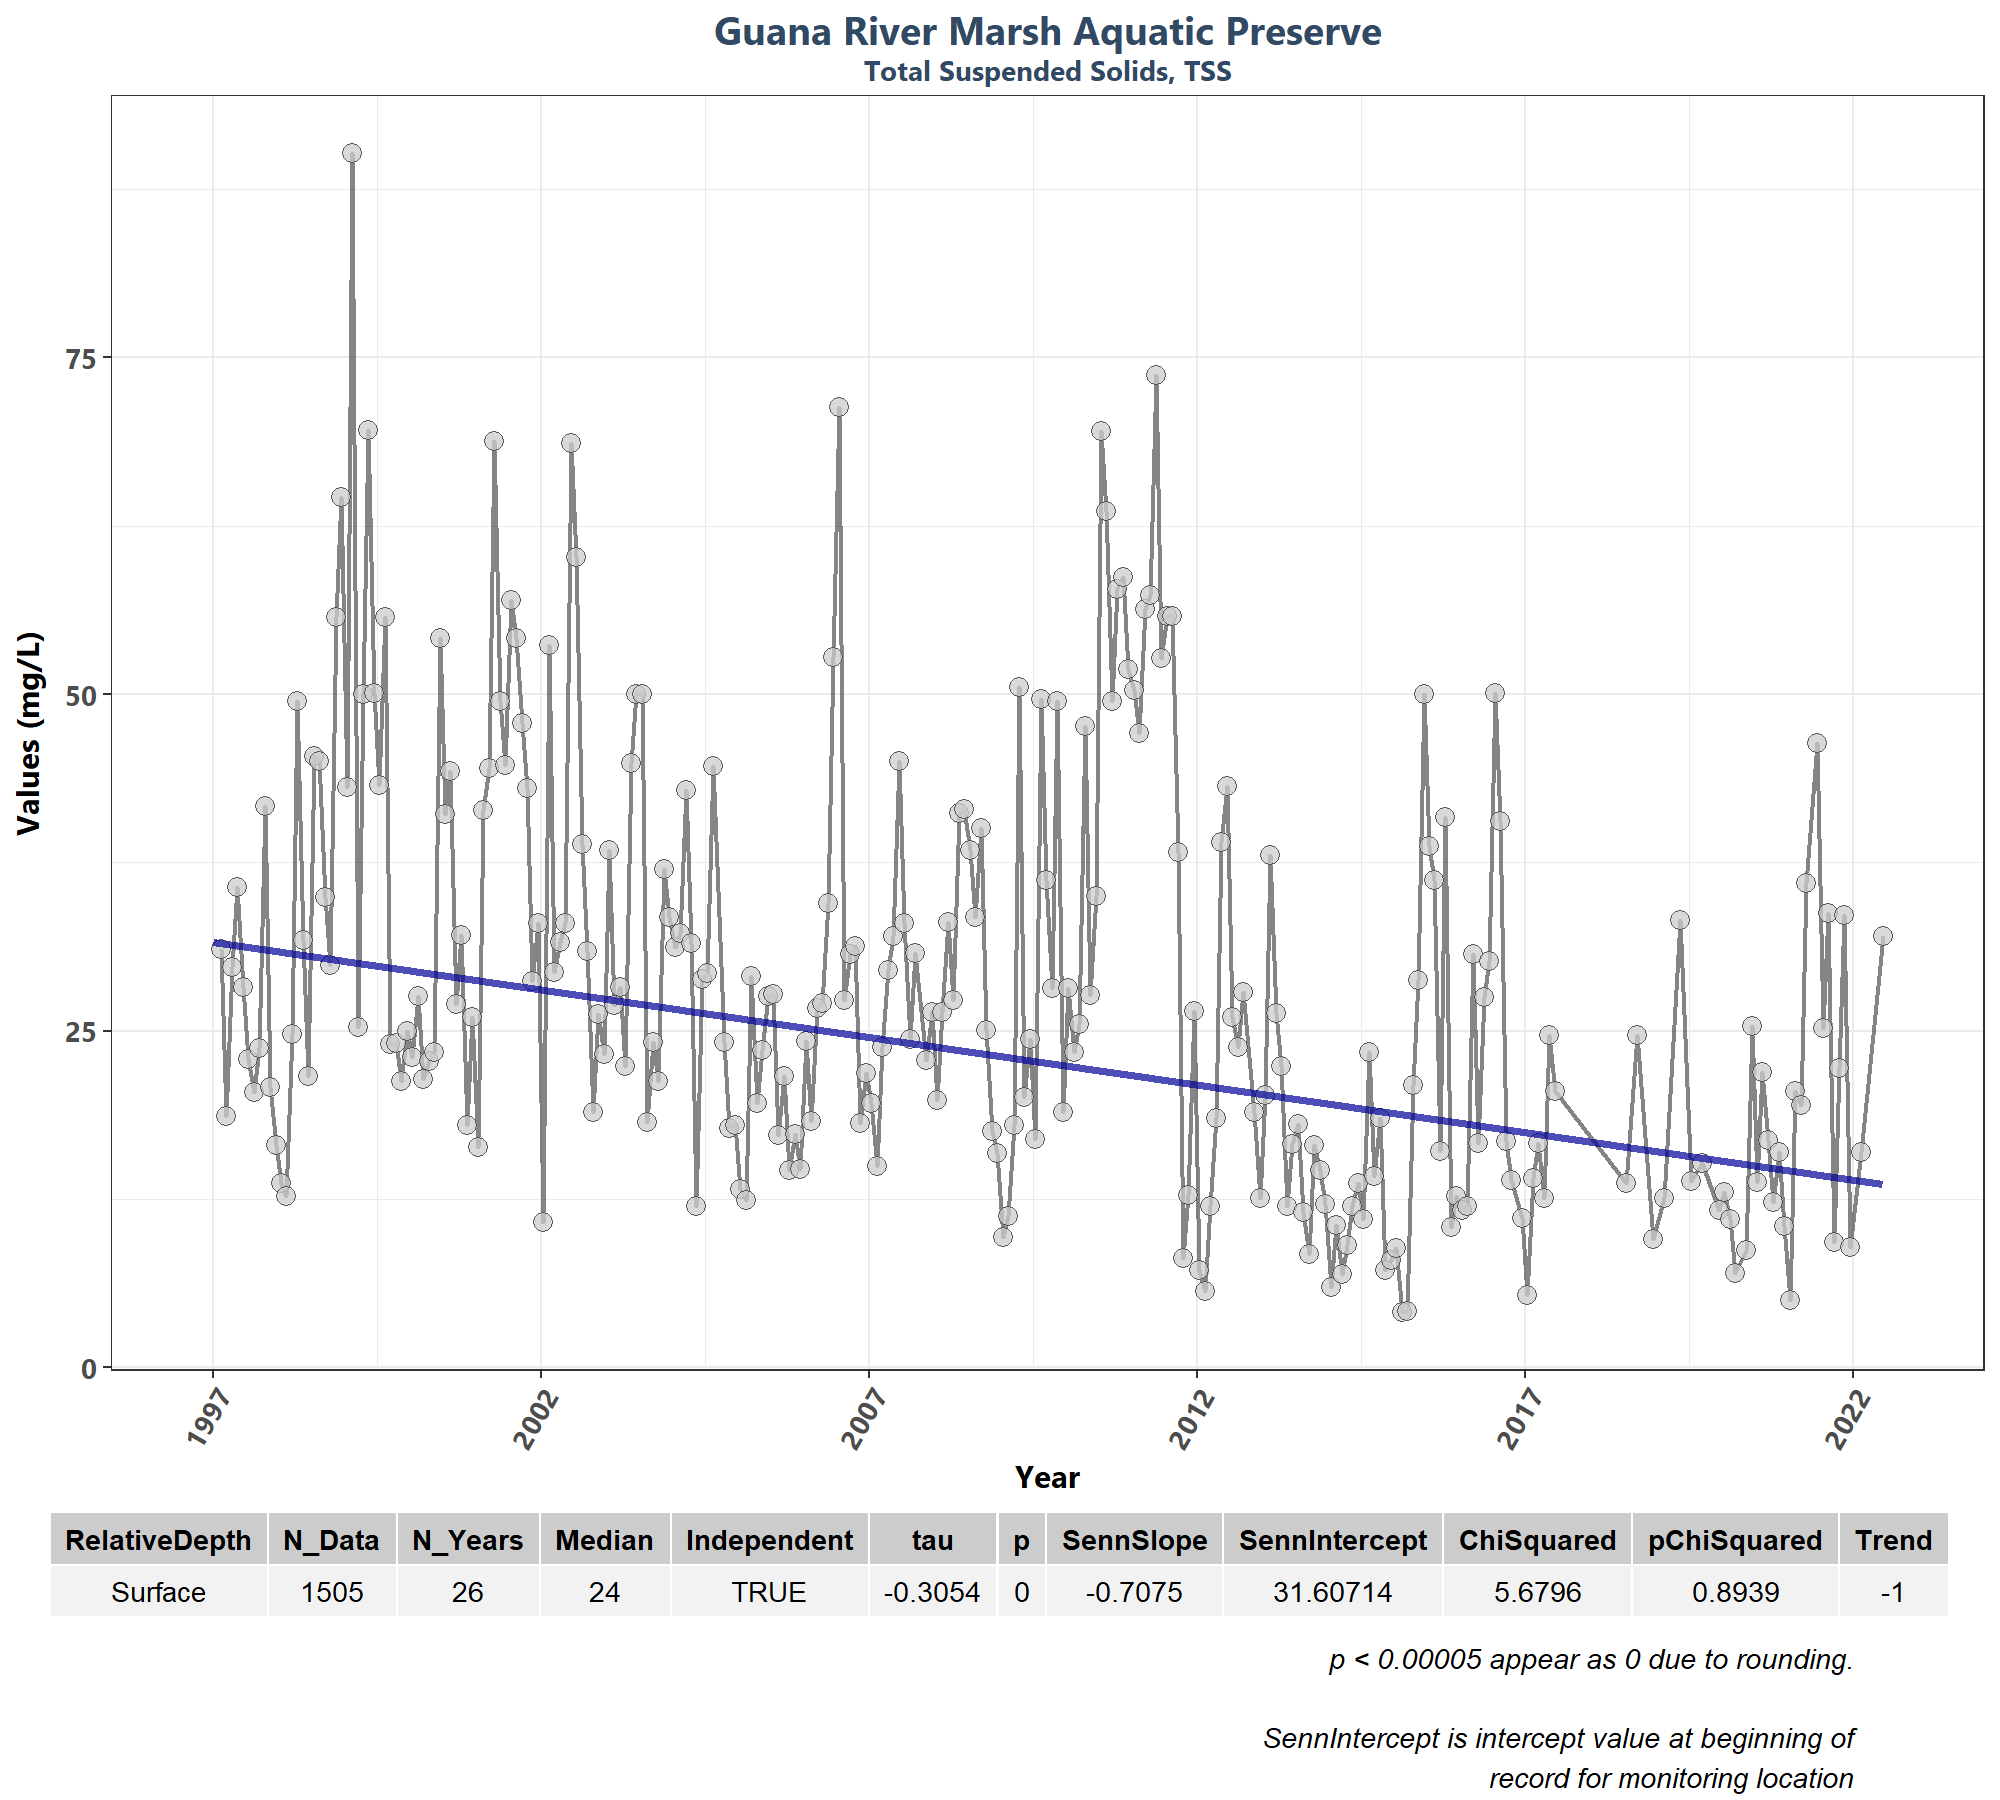 Guana River Marsh Aquatic Preserve
Total Suspended Solids, TSS
Values (mg/L)
75
50
25
0
1997
2002
2007
2012
2017
2022
Year
RelativeDepth N_Data N_Years Median Independent tau p SennSlope SennIntercept ChiSquared pChiSquared Trend
Surface 1505 26 24 TRUE -0.3054 0 -0.7075 31.60714 5.6796 0.8939 -1
p < 0.00005 appear as 0 due to rounding.
SennIntercept is intercept value at beginning of
record for monitoring location